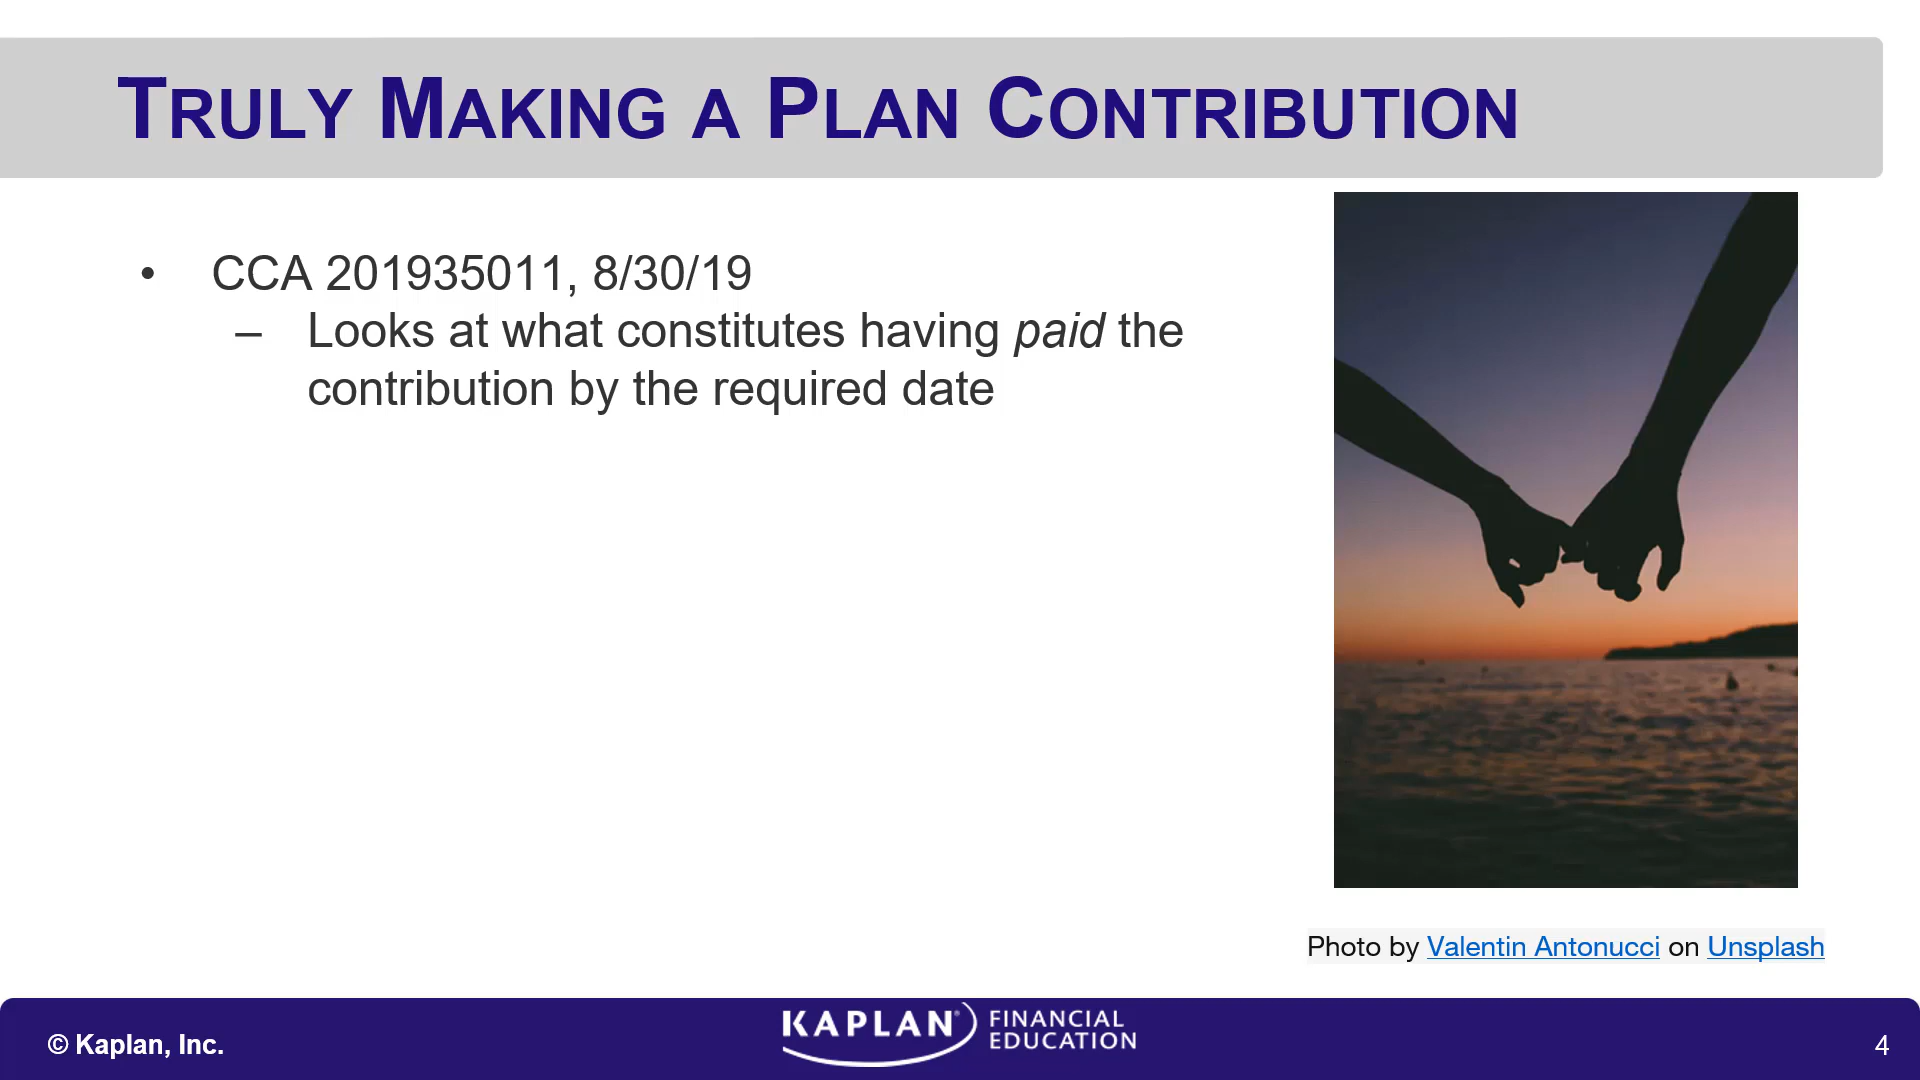 TRULY MAKING A PLAN CONTRIBUTION
• CCA 201935011, 8/30/19
– Looks at what constitutes having paid the
contribution by the required date
Photo by Valentin Antonucci on Unsplash
© Kaplan, Inc.
KAPLAN® FINANCIAL
EDUCATION
4